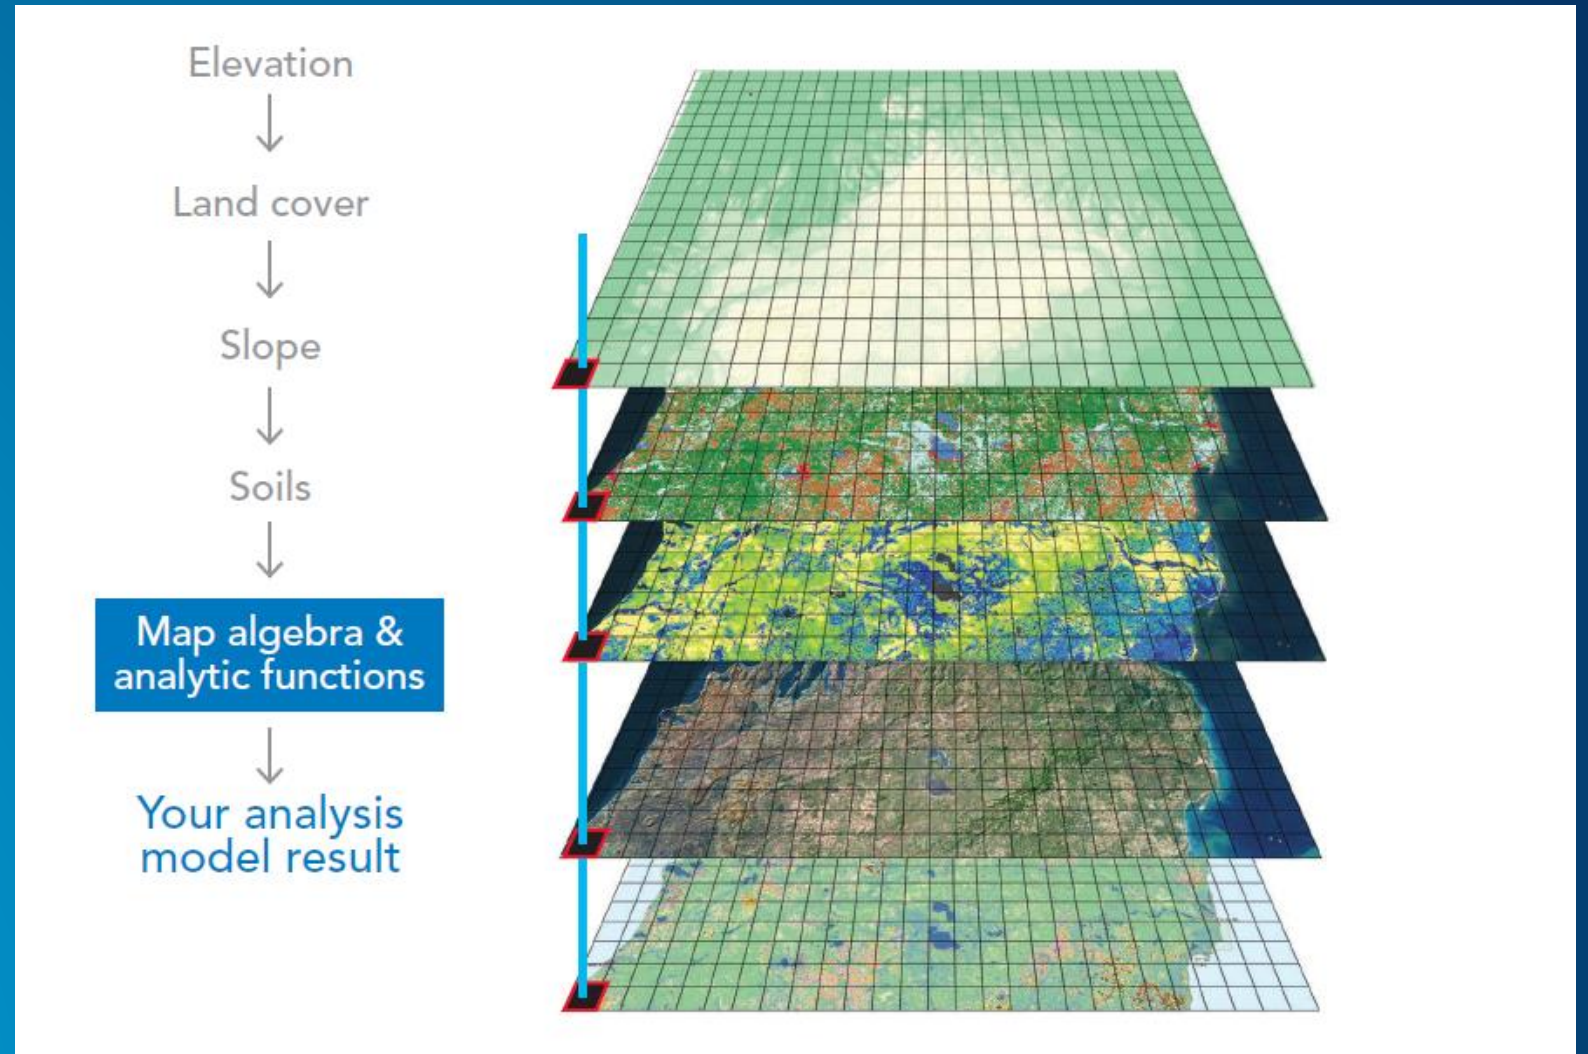 Elevation
Land cover
Slope
Soils
Map algebra &
analytic functions
Your analysis
model result